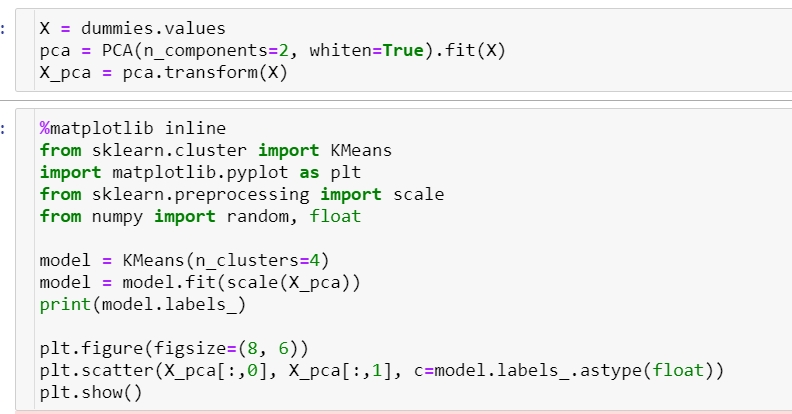 :
X = dummies.values
pca = PCA(n_components=2, whiten=True).fit(X)
X_pca = pca.transform(X)
:
%matplotlib inline
from sklearn.cluster import KMeans
import matplotlib.pyplot as plt
from sklearn.preprocessing import scale
from numpy import random, float
model = KMeans(n_clusters=4)
model = model.fit(scale(X_pca))
print(model.labels_)
plt.figure(figsize=(8, 6))
plt.scatter(X_pca[:,0], X_pca[:,1], c=model.labels_.astype(float))
plt.show()